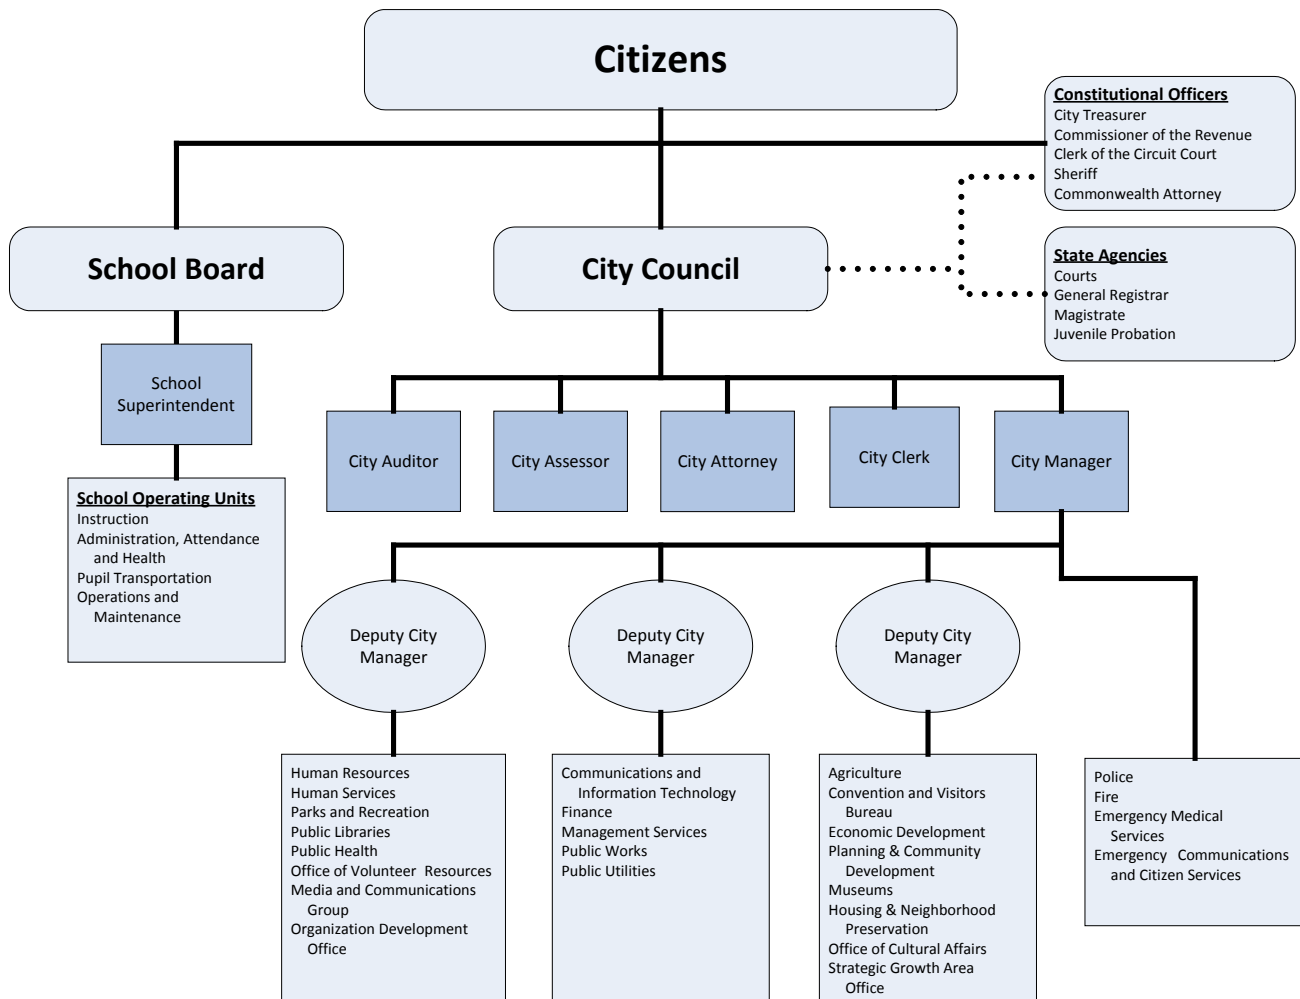 Citizens
Constitutional Officers
City Treasurer
Commissioner of the Revenue
Clerk of the Circuit Court
Sheriff
Commonwealth Attorney
School Board
City Council
State Agencies
Courts
General Registrar
Magistrate
Juvenile Probation
School
Superintendent
City Auditor
City Assessor
City Attorney
City Clerk
City Manager
School Operating Units
Instruction
Administration, Attendance
and Health
Pupil Transportation
Operations and
Maintenance
Deputy City
Manager
Deputy City
Manager
Deputy City
Manager
Human Resources
Human Services
Parks and Recreation
Public Libraries
Public Health
Office of Volunteer Resources
Media and Communications
Group
Organization Development
Office
Communications and
Information Technology
Finance
Management Services
Public Works
Public Utilities
Agriculture
Convention and Visitors
Bureau
Economic Development
Planning & Community
Development
Museums
Housing & Neighborhood
Preservation
Office of Cultural Affairs
Strategic Growth Area
Office
Police
Fire
Emergency Medical
Services
Emergency Communications
and Citizen Services